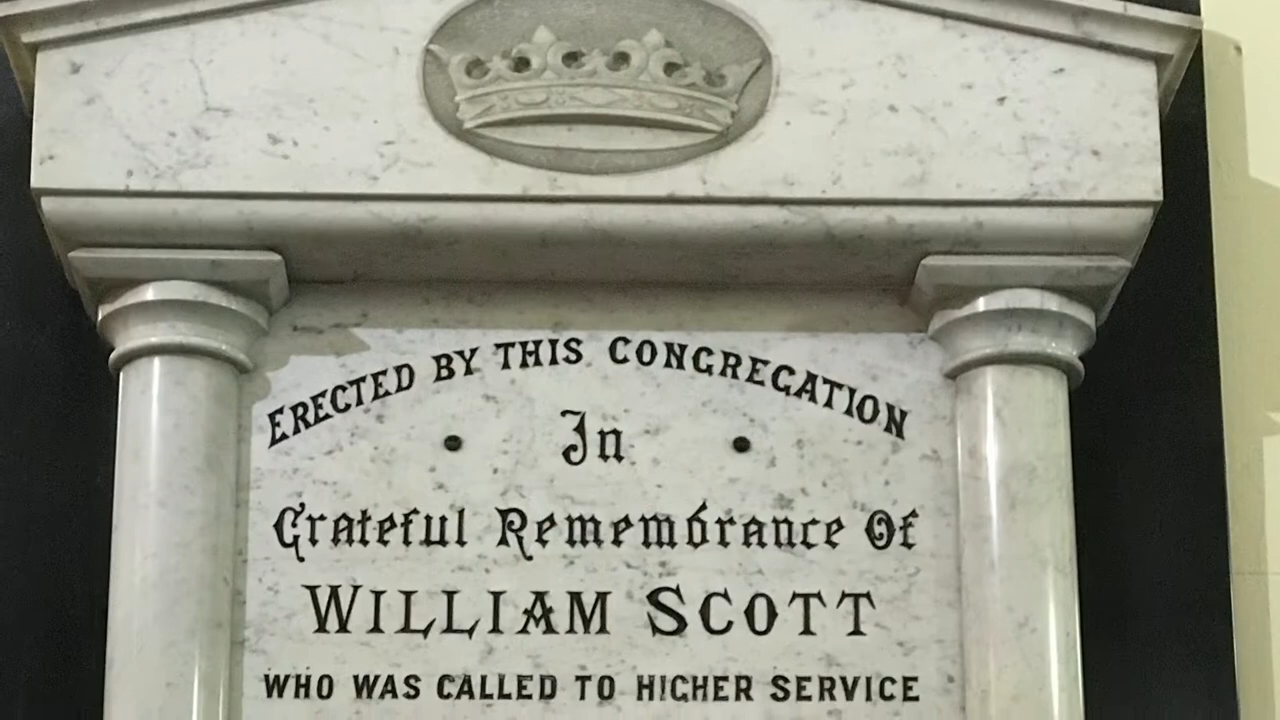 ERECTED BY THIS CONGREGATION
In
Grateful Remembrance Of
WILLIAM SCOTT
WHO WAS CALLED TO HIGHER SERVICE